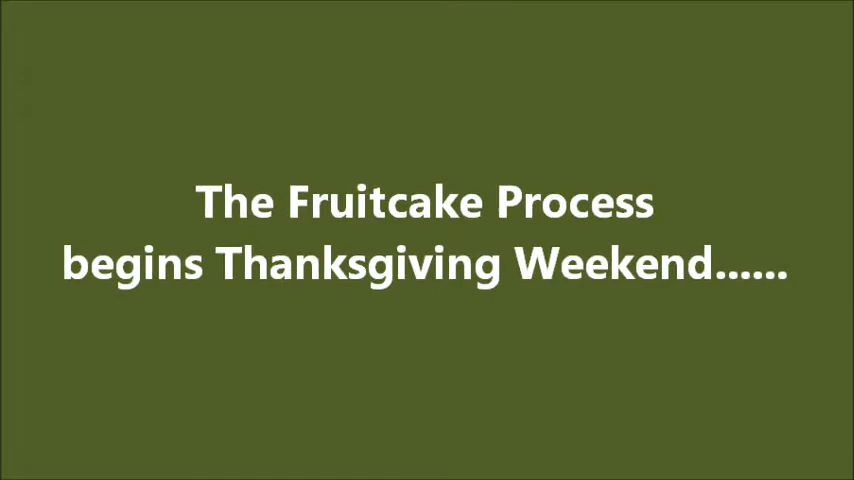 The Fruitcake Process
begins Thanksgiving Weekend......